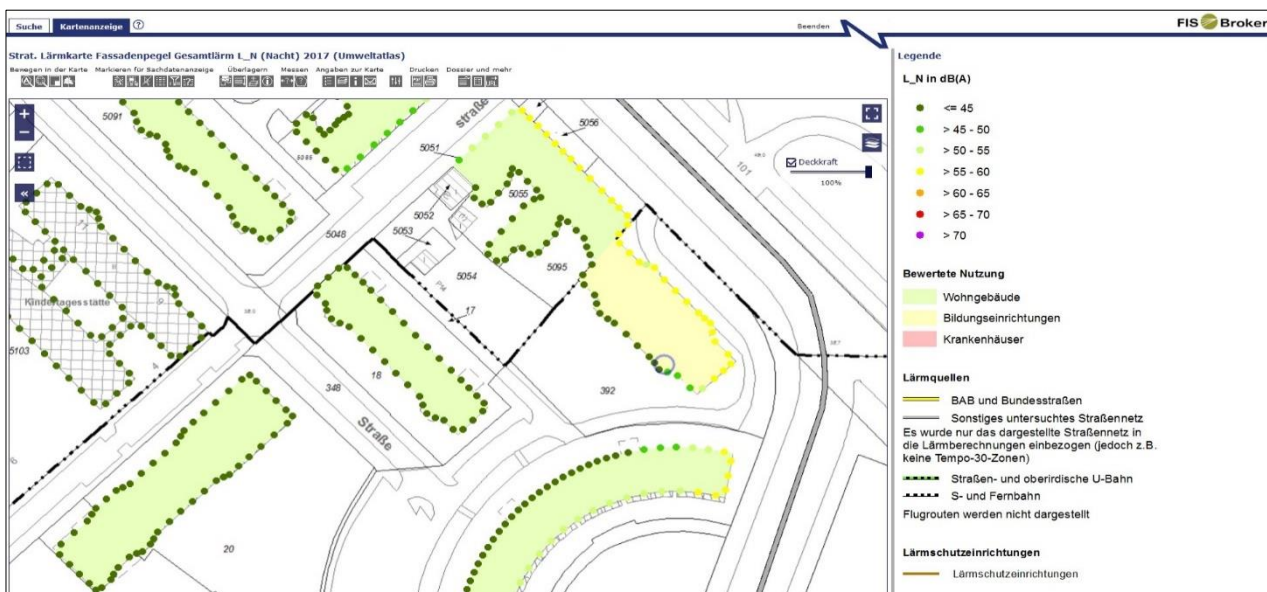 Suche Kartenanzeige ?
Beenden
FIS Broker
Strat. Lärmkarte Fassadenpegel Gesamtlärm L_N (Nacht) 2017 (Umweltatlas)
Bewegen in der Karte Markieren für Sachdatenanzeige Überlagern Messen Angaben zur Karte Drucken Dossier und mehr
Legende
L_N in dB(A)
<= 45
> 45 - 50
> 50 - 55
> 55 - 60
> 60 - 65
> 65 - 70
> 70
Bewertete Nutzung
Wohngebäude
Bildungseinrichtungen
Krankenhäuser
Lärmquellen
BAB und Bundesstraßen
Sonstiges untersuchtes Straßennetz
Es wurde nur das dargestellte Straßennetz in
die Lärmberechnungen einbezogen (jedoch z.B.
keine Tempo-30-Zonen)
Straßen- und oberirdische U-Bahn
S- und Fernbahn
Flugrouten werden nicht dargestellt
Lärmschutzeinrichtungen
Lärmschutzeinrichtungen
+
−
«
Deckkraft
100%
5091
straße
5056
5051
101
5055
5052
5053
5048
11
5054
5095
9
Kindertagesstätte
17
5103
4
348
18
392
Straße
20